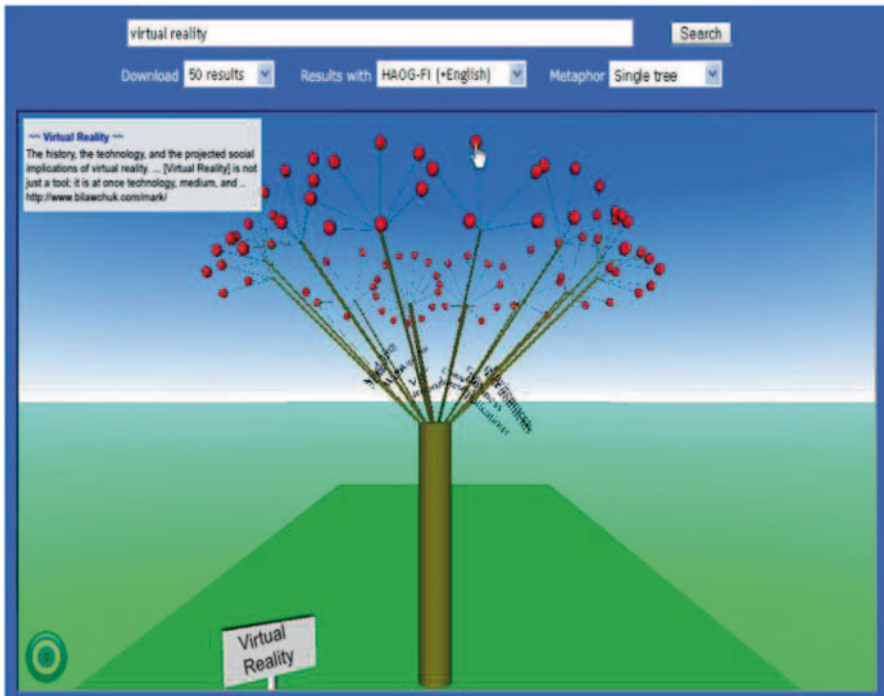 virtual reality
Search
Download 50 results Results with HAOG-FI (+English) Metaphor Single tree
~~ Virtual Reality ~~
The history, the technology, and the projected social
implications of virtual reality. ... [Virtual Reality] is not
just a tool; it is at once technology, medium, and ..
http://www.bilawchuk.com/mark/
Virtual
Reality